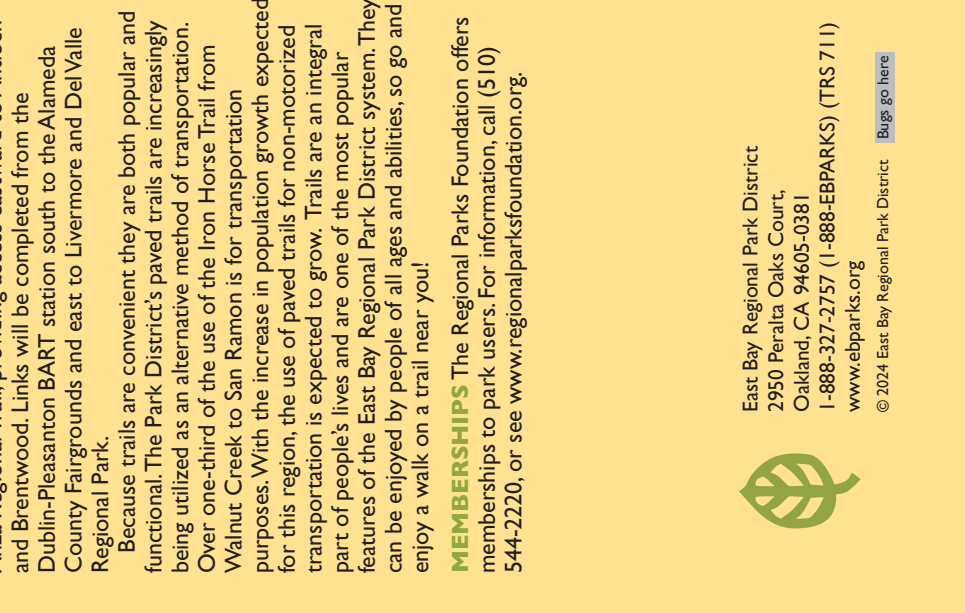 and Brentwood. Links will be completed from the
Dublin-Pleasanton BART station south to the Alameda
County Fairgrounds and east to Livermore and Del Valle
Regional Park.
Because trails are convenient they are both popular and
functional. The Park District's paved trails are increasingly
being utilized as an alternative method of transportation.
Over one-third of the use of the Iron Horse Trail from
Walnut Creek to San Ramon is for transportation
purposes. With the increase in population growth expected
for this region, the use of paved trails for non-motorized
transportation is expected to grow. Trails are an integral
part of people's lives and are one of the most popular
features of the East Bay Regional Park District system. They
can be enjoyed by people of all ages and abilities, so go and
enjoy a walk on a trail near you!
MEMBERSHIPS The Regional Parks Foundation offers
memberships to park users. For information, call (510)
544-2220, or see www.regionalparksfoundation.org.
East Bay Regional Park District
2950 Peralta Oaks Court,
Oakland, CA 94605-0381
1-888-327-2757 (1-888-EBPARKS) (TRS 711)
www.ebparks.org
© 2024 East Bay Regional Park District Bugs go here